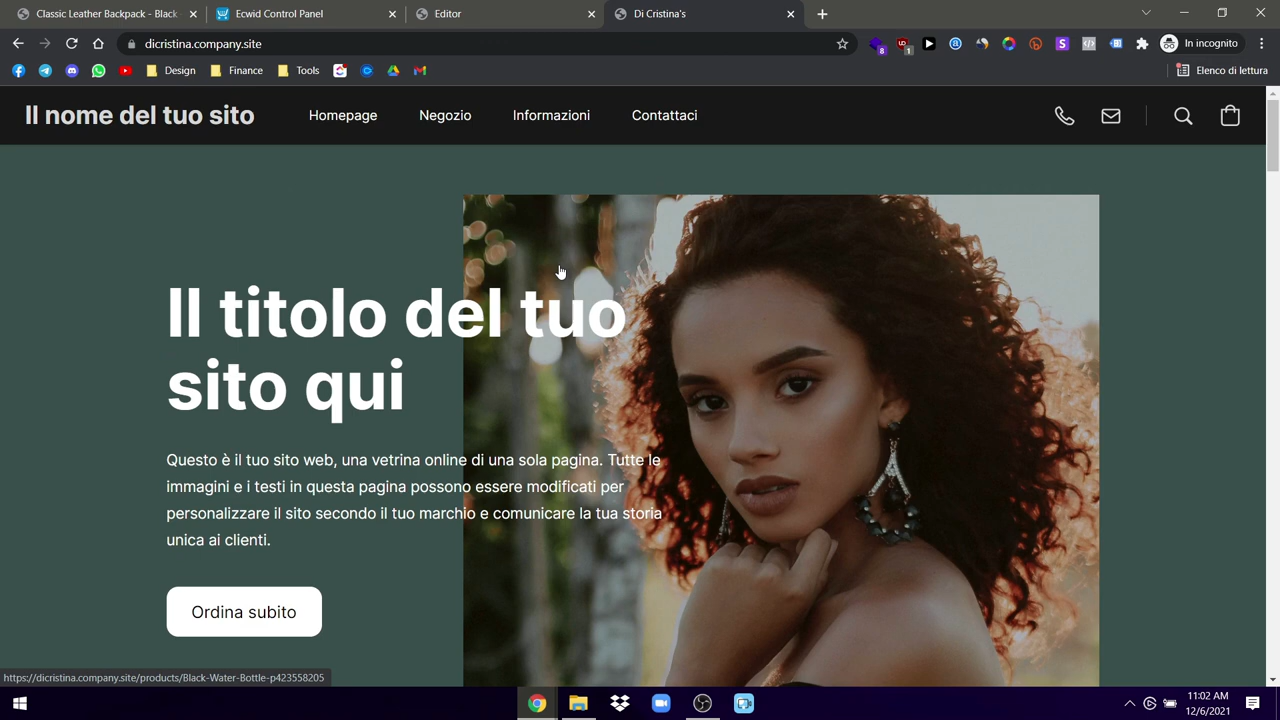 Classic Leather Backpack - Black
Ecwid Control Panel
Editor
Di Cristina's
dicristina.company.site
8
1
In incognito
Design
Finance
Tools
Elenco di lettura
Il nome del tuo sito
Homepage
Negozio
Informazioni
Contattaci
Il titolo del tuo
sito qui
Questo è il tuo sito web, una vetrina online di una sola pagina. Tutte le
immagini e i testi in questa pagina possono essere modificati per
personalizzare il sito secondo il tuo marchio e comunicare la tua storia
unica ai clienti.
Ordina subito
https://dicristina.company.site/products/Black-Water-Bottle-p423558205
11:02 AM
12/6/2021